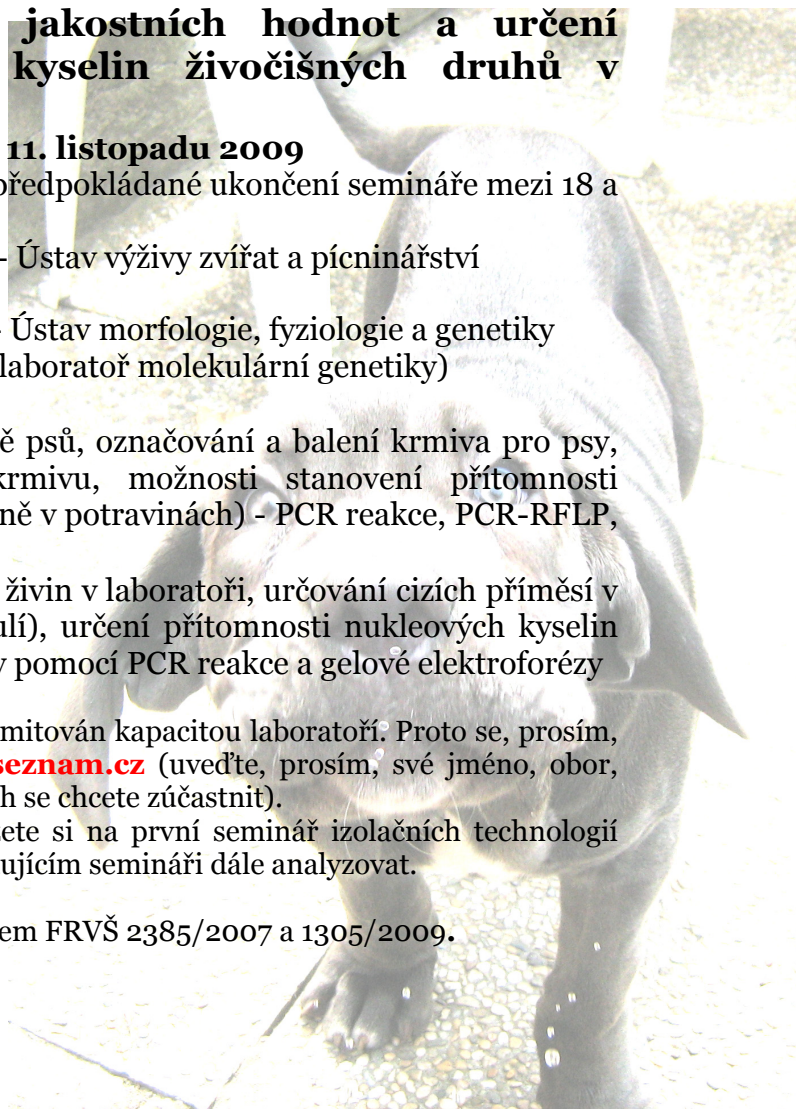 jakostních hodnot a určení
kyselin živočišných druhů v
11. listopadu 2009
předpokládané ukončení semináře mezi 18 a
- Ústav výživy zvířat a pícninářství
- Ústav morfologie, fyziologie a genetiky
laboratoř molekulární genetiky)
ě psů, označování a balení krmiva pro psy,
krmivu, možnosti stanovení přítomnosti
ně v potravinách) - PCR reakce, PCR-RFLP,
živin v laboratoři, určování cizích příměsí v
ulí), určení přítomnosti nukleových kyselin
y pomocí PCR reakce a gelové elektroforézy
mitován kapacitou laboratoří. Proto se, prosím,
seznam.cz (uveďte, prosím, své jméno, obor,
h se chcete zúčastnit).
ete si na první seminář izolačních technologií
ujícím semináři dále analyzovat.
em FRVŠ 2385/2007 a 1305/2009.